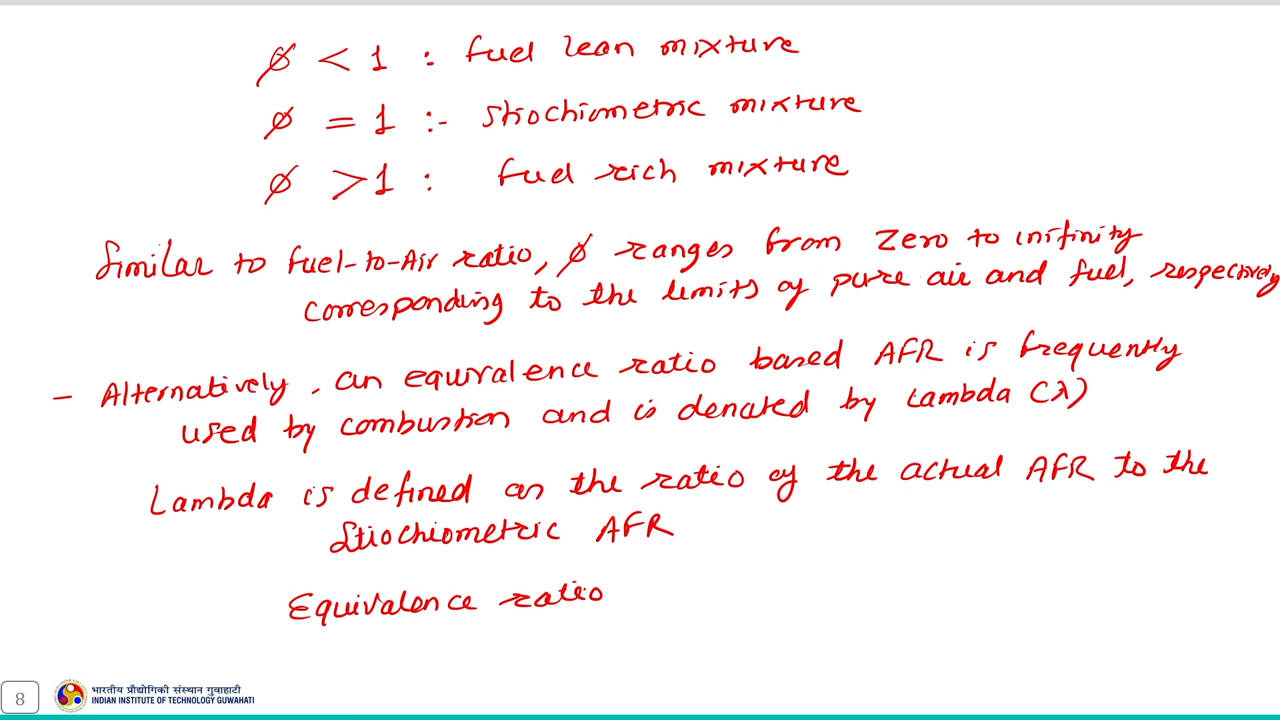 φ < 1 : fuel lean mixture
φ = 1 :- stiochiometric mixture
φ > 1 : fuel rich mixture
Similar to fuel-to-Air ratio, φ ranges from zero to infinity
corresponding to the limits of pure air and fuel, respectively
- Alternatively, an equivalence ratio based AFR is frequently
used by combustion and is denoted by Lambda (λ)
Lambda is defined as the ratio of the actual AFR to the
Stiochiometric AFR
Equivalence ratio
8
भारतीय प्रौद्योगिकी संस्थान गुवाहाटी
INDIAN INSTITUTE OF TECHNOLOGY GUWAHATI